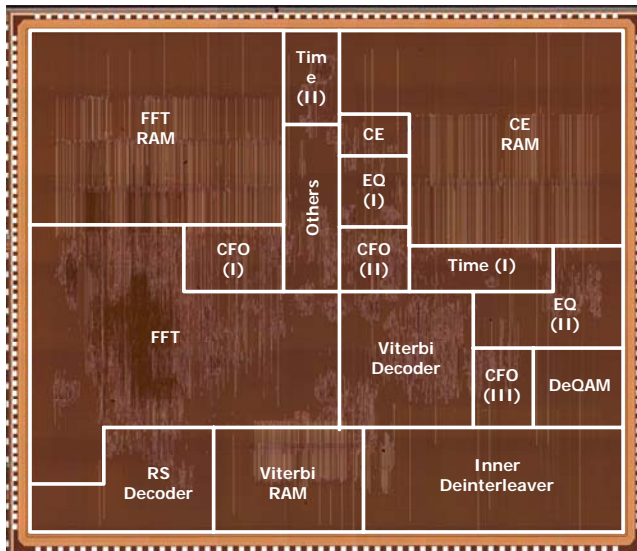 Tim
e
(II)
FFT
RAM
CE
CE
RAM
EQ
(I)
Others
CFO
(I)
CFO
(II)
Time (I)
EQ
(II)
FFT
Viterbi
Decoder
CFO
(III)
DeQAM
RS
Decoder
Viterbi
RAM
Inner
Deinterleaver